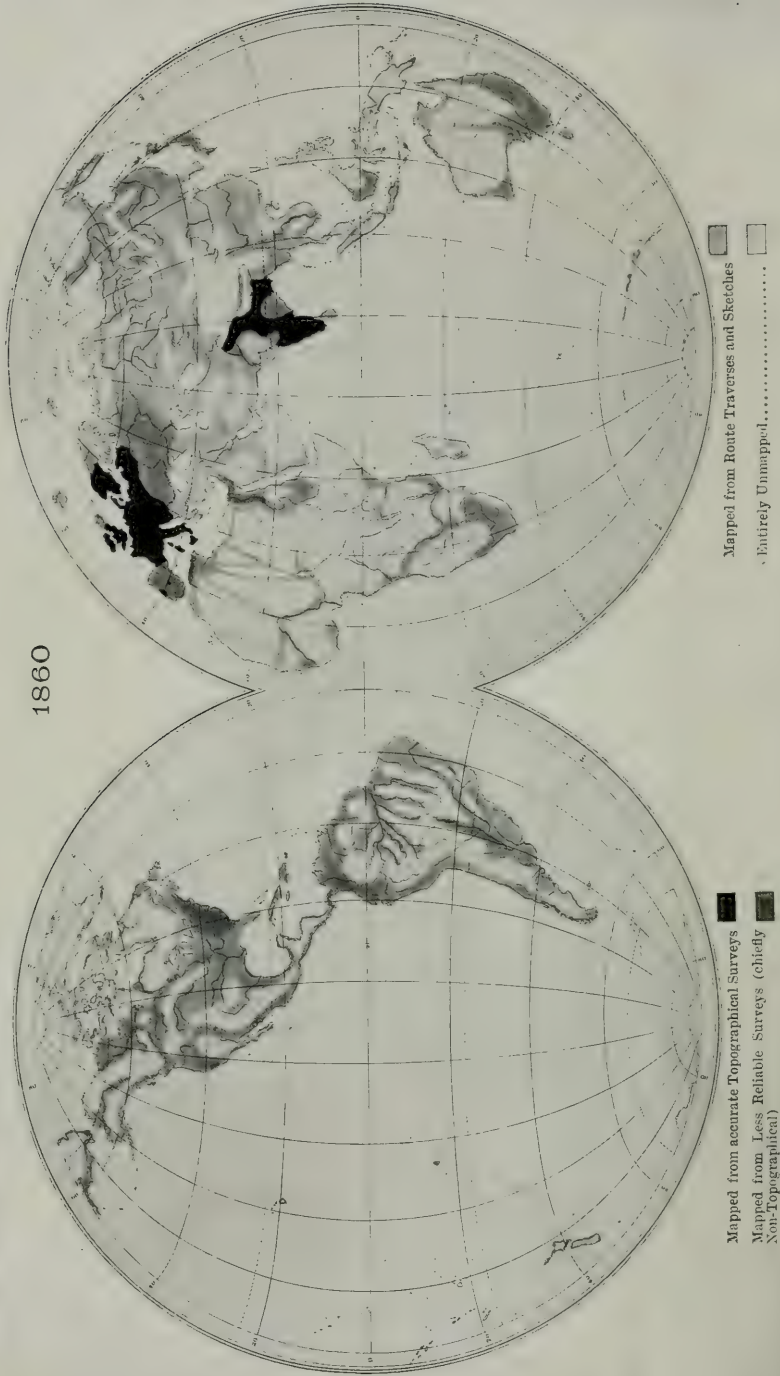 1860
Mapped from accurate Topographical Surveys
Mapped from Less Reliable Surveys (chiefly
Non-Topographical)
Mapped from Route Traverses and Sketches
Entirely Unmapped..............